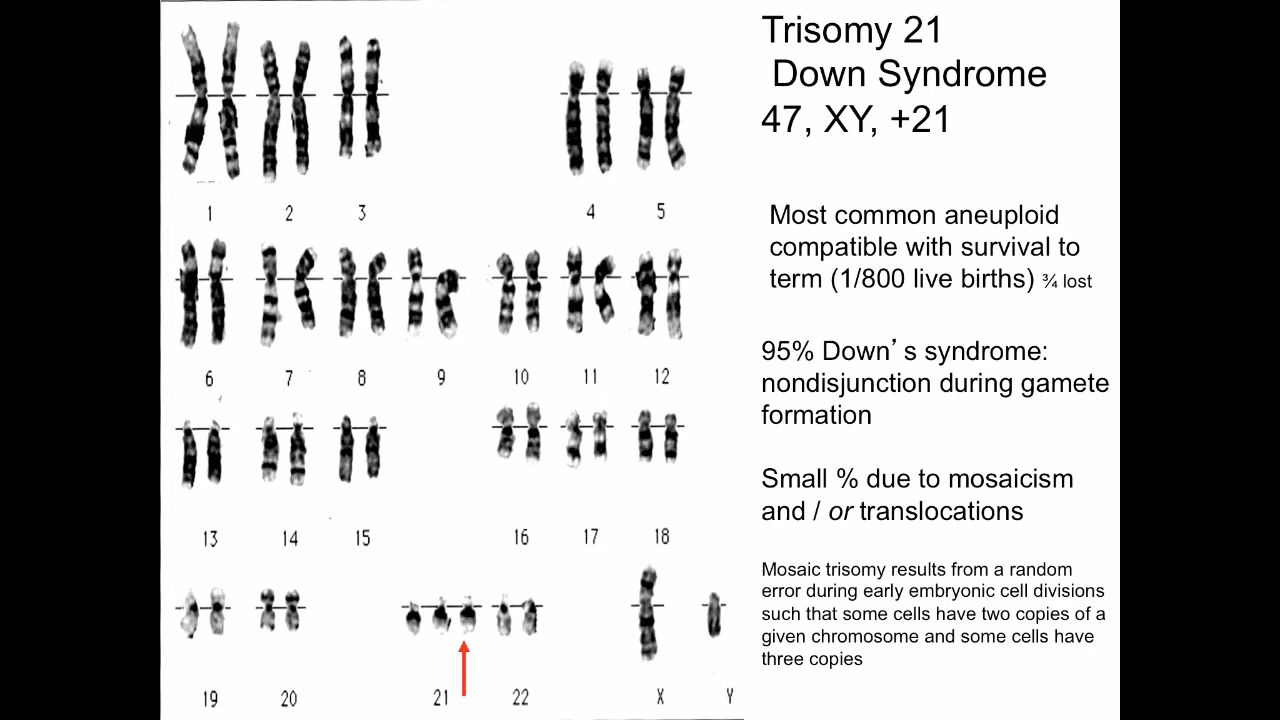 Trisomy 21
Down Syndrome
47, XY, +21
Most common aneuploid
compatible with survival to
term (1/800 live births) ¾ lost
95% Down’s syndrome:
nondisjunction during gamete
formation
Small % due to mosaicism
and / or translocations
Mosaic trisomy results from a random
error during early embryonic cell divisions
such that some cells have two copies of a
given chromosome and some cells have
three copies
1 2 3 4 5
6 7 8 9 10 11 12
13 14 15 16 17 18
19 20 21 22 X Y